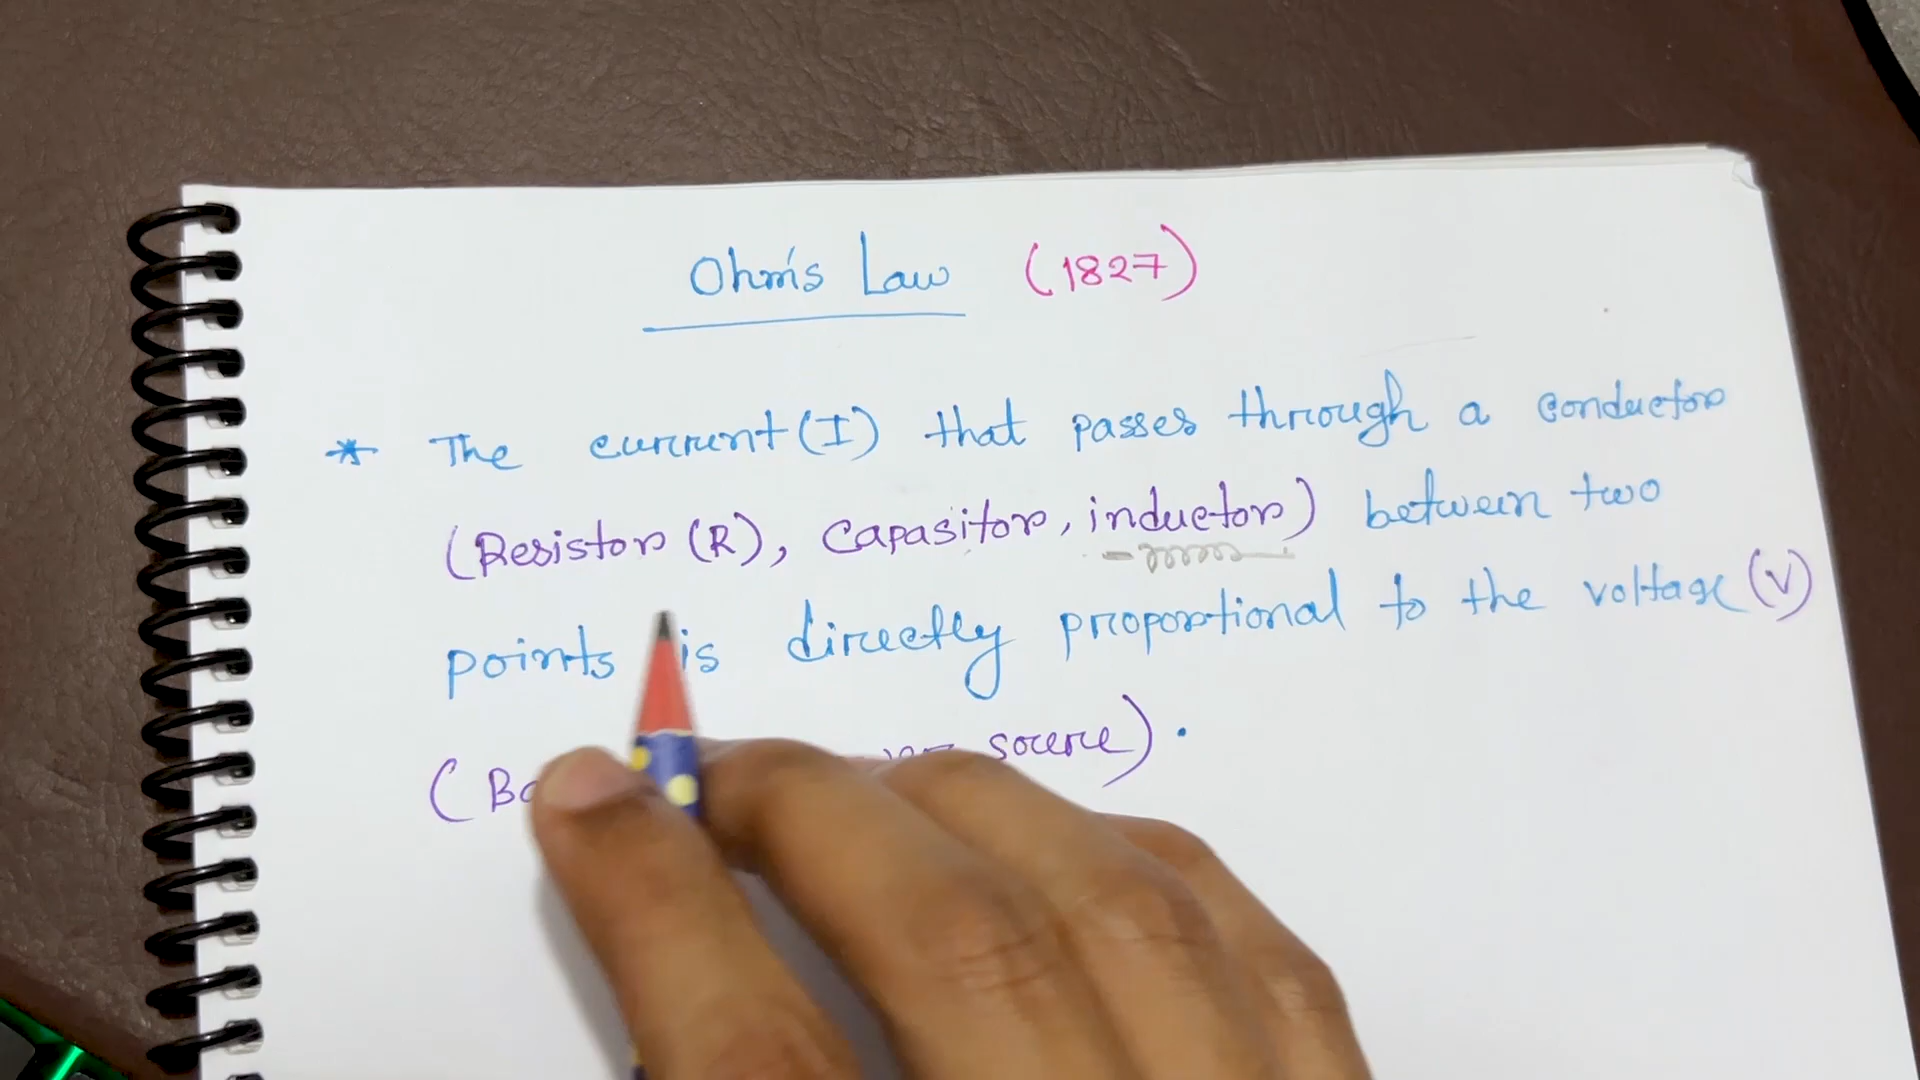 Ohm's Law (1827)
* The current (I) that passes through a conductor
(Resistor (R), capasitor, inductor) between two
points is directly proportional to the voltage (V)
( source) .